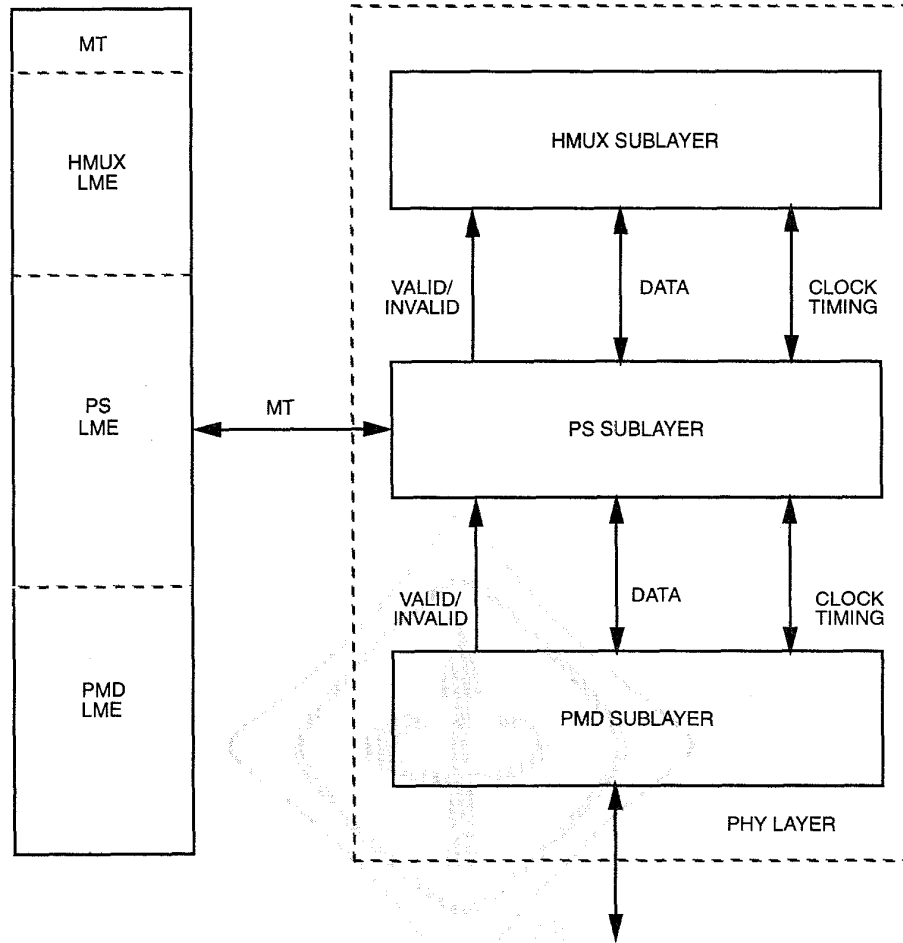 MT
HMUX
LME
PS
LME
PMD
LME
MT
HMUX SUBLAYER
VALID/
INVALID
DATA
CLOCK
TIMING
PS SUBLAYER
VALID/
INVALID
DATA
CLOCK
TIMING
PMD SUBLAYER
PHY LAYER